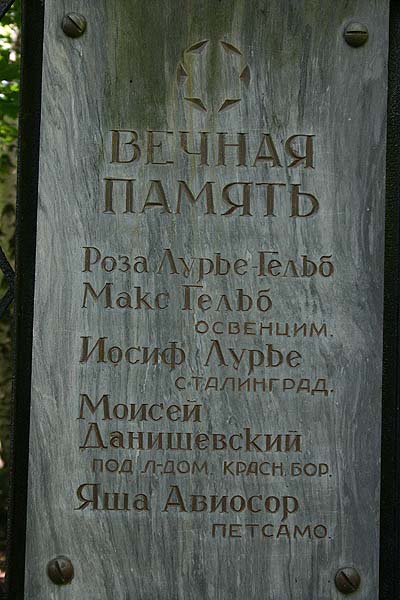 ВЕЧНАЯ
ПАМЯТЬ
Роза Лурье-Гельб
Макс Гельб
ОСВЕНЦИМ.
Иосиф Лурье
СТАЛИНГРАД.
Моисей
Данишевский
ПОД Л-ДОМ, КРАСН. БОР.
Яша Авиосор
ПЕТСАМО.